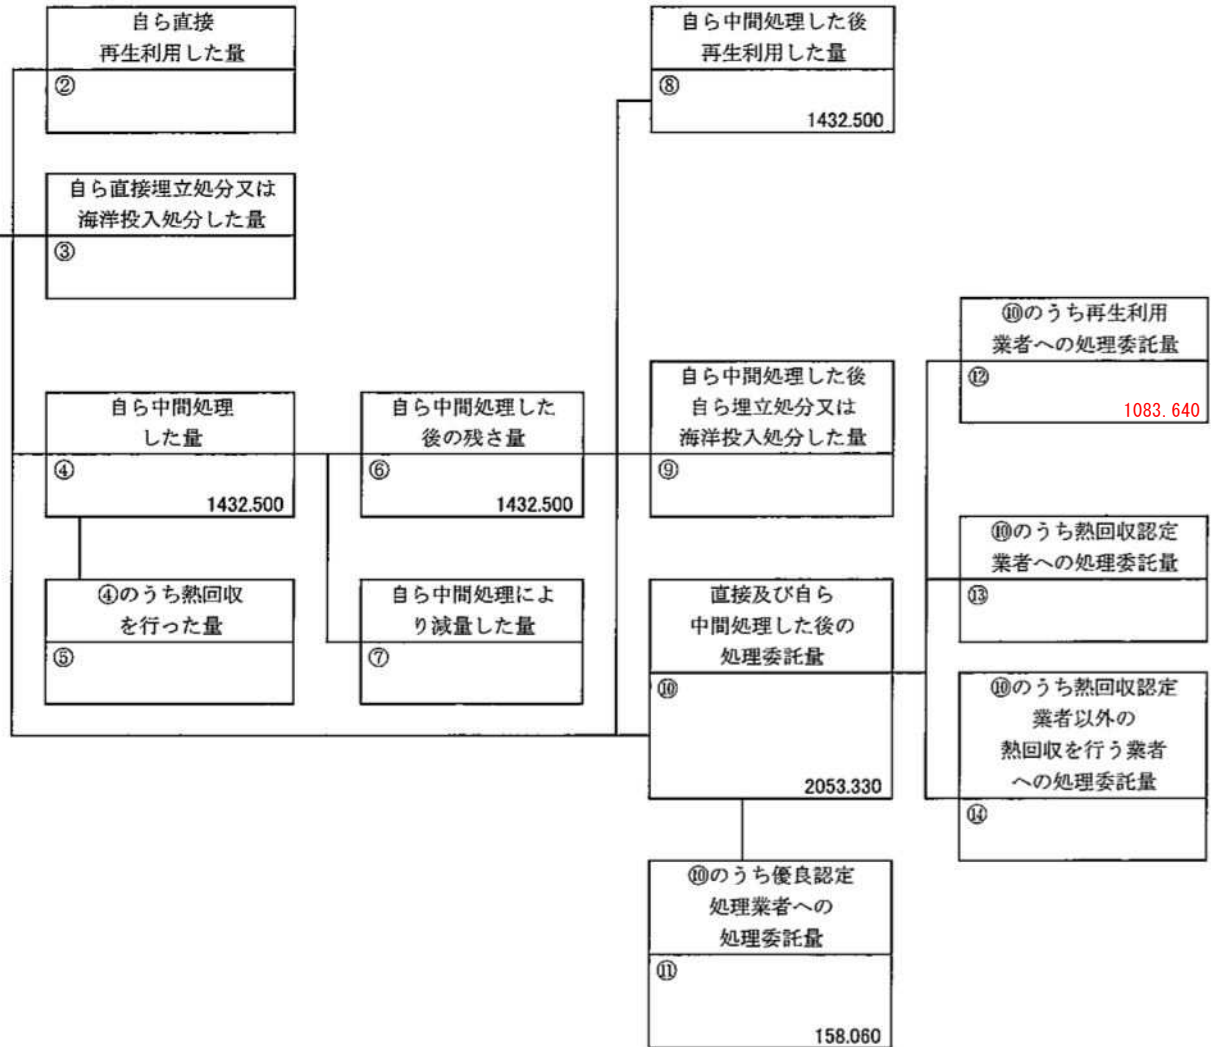 自ら直接
再生利用した量
②
自ら中間処理した後
再生利用した量
⑧
1432.500
自ら直接埋立処分又は
海洋投入処分した量
③
⑩のうち再生利用
業者への処理委託量
⑫
1083.640
自ら中間処理
した量
④
1432.500
自ら中間処理した
後の残さ量
⑥
1432.500
自ら中間処理した後
自ら埋立処分又は
海洋投入処分した量
⑨
⑩のうち熱回収認定
業者への処理委託量
⑬
④のうち熱回収
を行った量
⑤
自ら中間処理によ
り減量した量
⑦
直接及び自ら
中間処理した後の
処理委託量
⑩
2053.330
⑩のうち熱回収認定
業者以外の
熱回収を行う業者
への処理委託量
⑭
⑩のうち優良認定
処理業者への
処理委託量
⑪
158.060